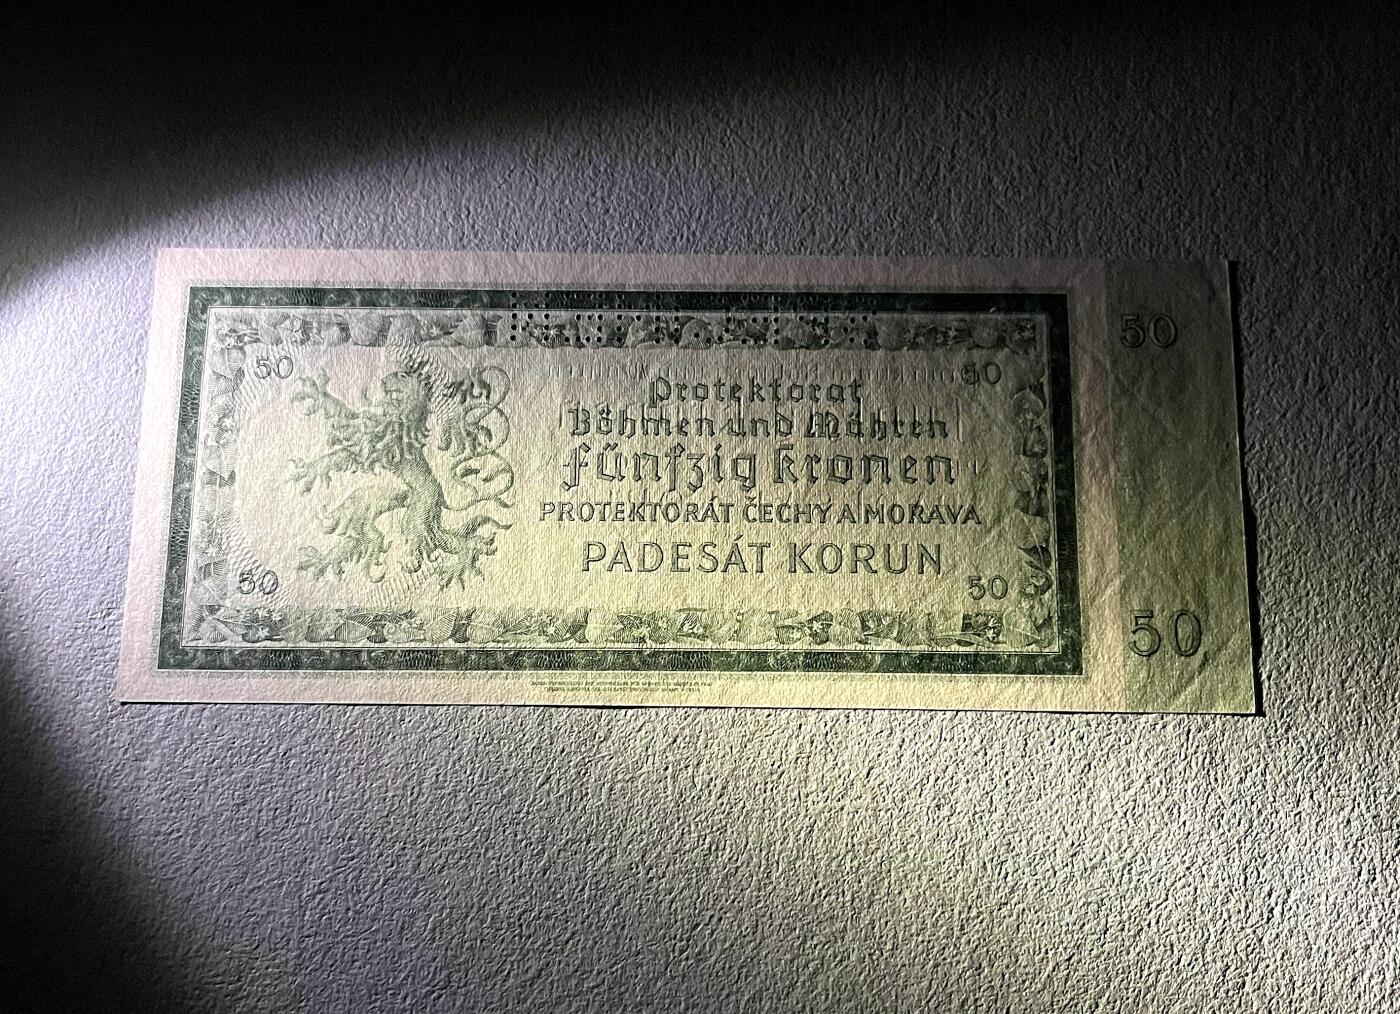 50
50
50
Protektorat
Böhmen und Mähren
Fünfzig Kronen
PROTEKTORÁT ČECHY A MORAVA
PADESÁT KORUN
50
50
50